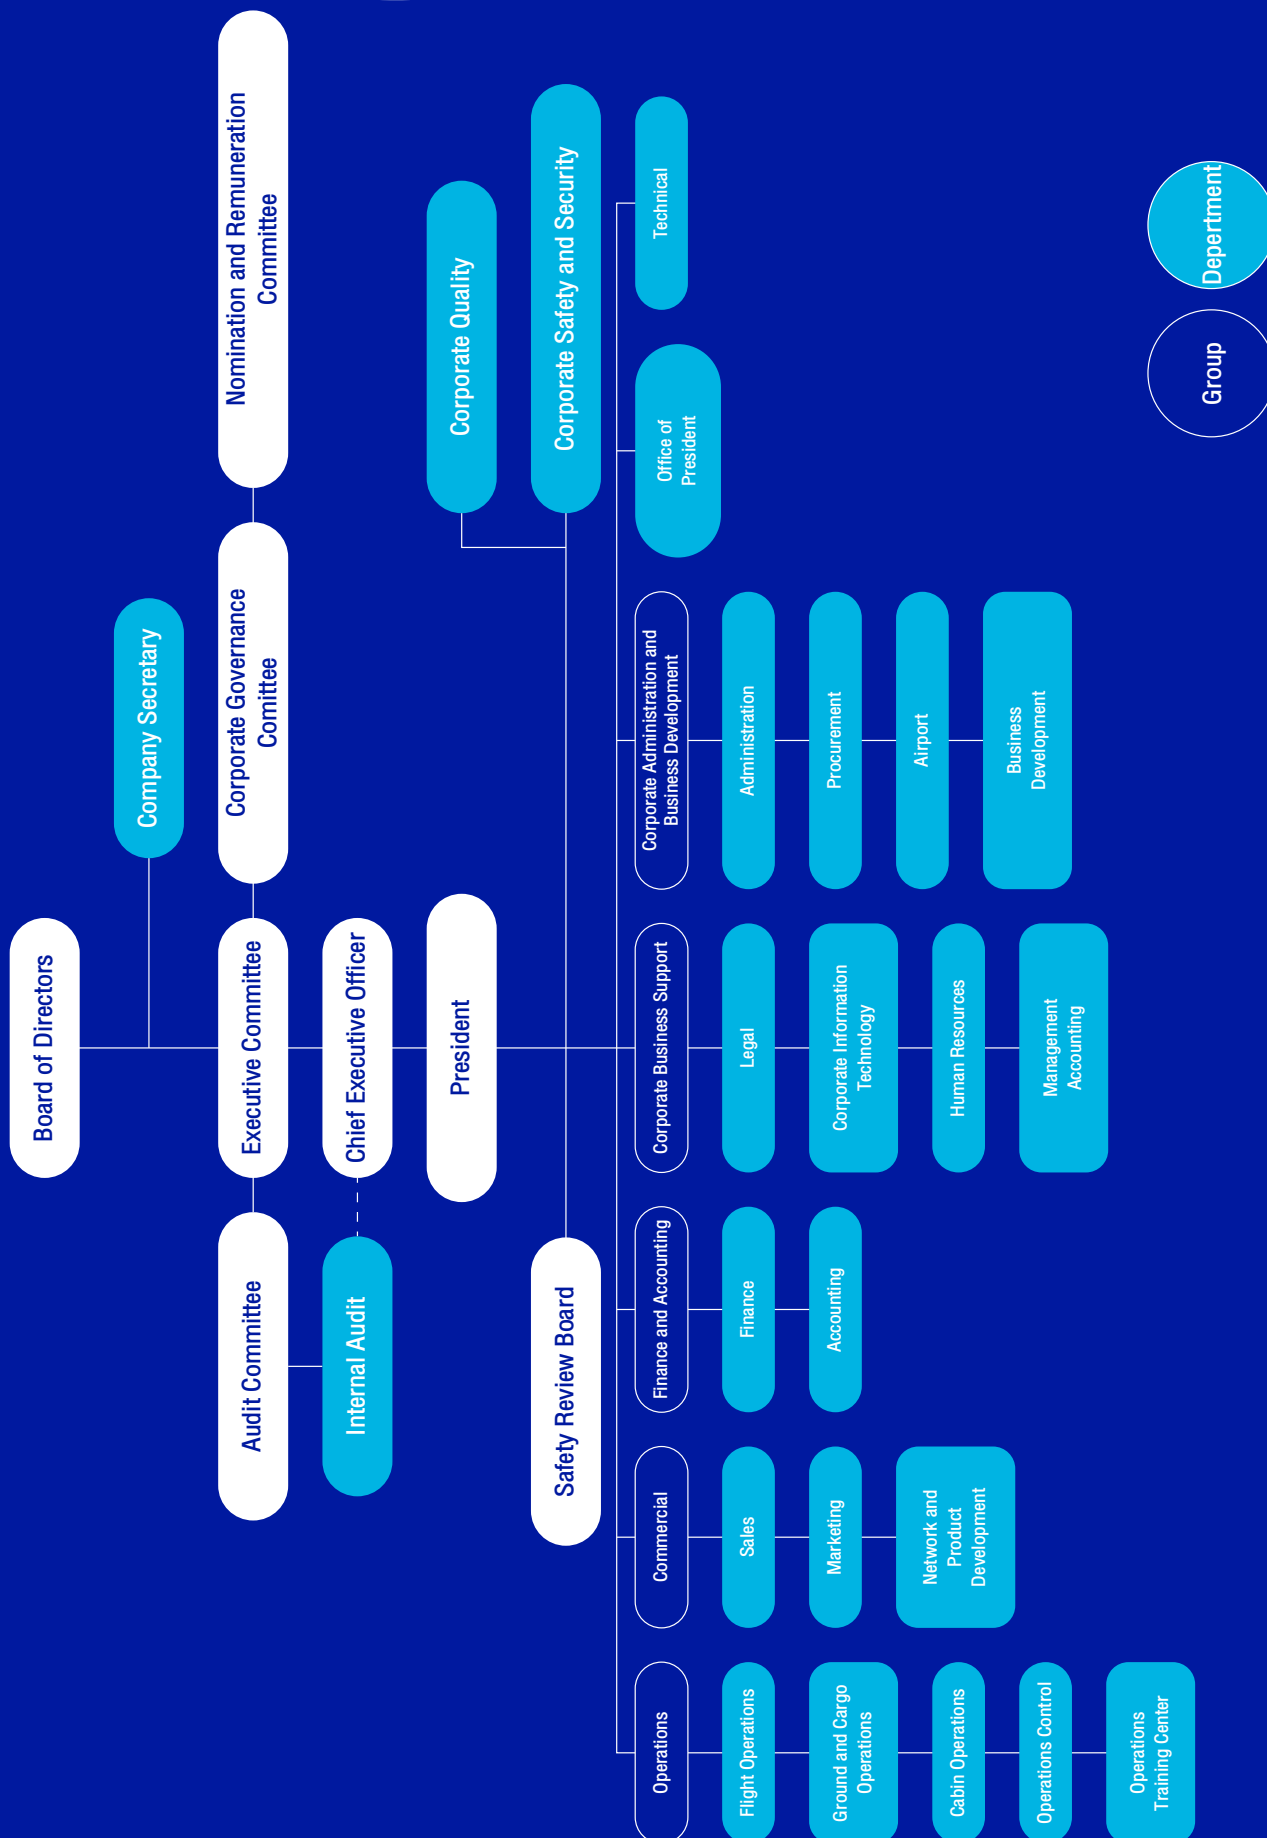 Board of Directors
Company Secretary
Audit Committee
Executive Committee
Corporate Governance
Comittee
Nomination and Remuneration
Committee
Internal Audit
Chief Executive Officer
President
Corporate Quality
Safety Review Board
Corporate Safety and Security
Operations
Flight Operations
Ground and Cargo
Operations
Cabin Operations
Operations Control
Operations
Training Center
Commercial
Sales
Marketing
Network and
Product
Development
Finance and Accounting
Finance
Accounting
Corporate Business Support
Legal
Corporate Information
Technology
Human Resources
Management
Accounting
Corporate Administration and
Business Development
Administration
Procurement
Airport
Business
Development
Office of
President
Technical
Group
Depertment